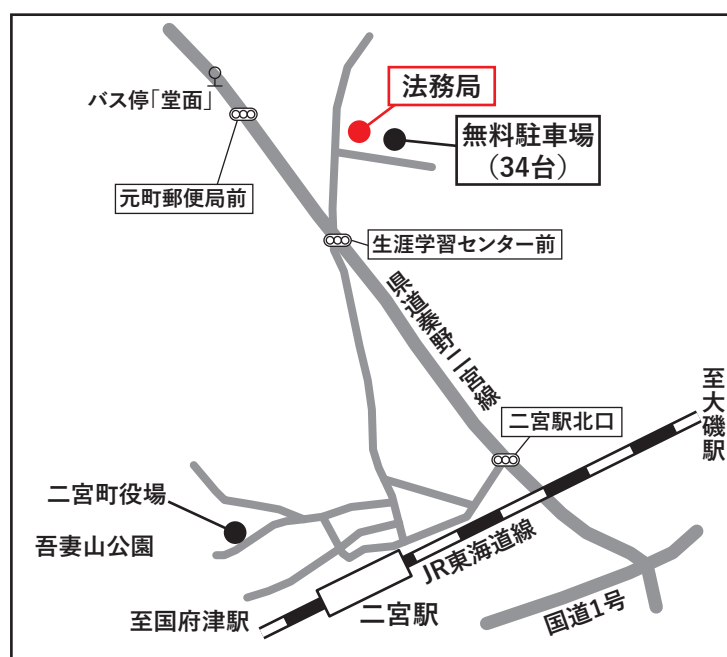 法務局
バス停「堂面」
無料駐車場
（34台）
元町郵便局前
生涯学習センター前
県道秦野二宮線
至大磯駅
二宮駅北口
二宮町役場
吾妻山公園
JR東海道線
至国府津駅
二宮駅
国道1号